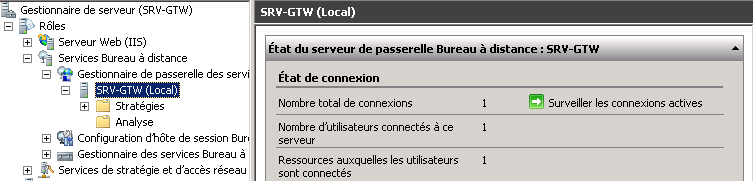 Gestionnaire de serveur (SRV-GTW)
Rôles
Serveur Web (IIS)
Services Bureau à distance
Gestionnaire de passerelle des servi
SRV-GTW (Local)
Stratégies
Analyse
Configuration d'hôte de session Bure
Gestionnaire des services Bureau à
Services de stratégie et d'accès réseau
SRV-GTW (Local)
État du serveur de passerelle Bureau à distance : SRV-GTW
État de connexion
Nombre total de connexions 1 Surveiller les connexions actives
Nombre d'utilisateurs connectés à ce 1
serveur
Ressources auxquelles les utilisateurs 1
sont connectés